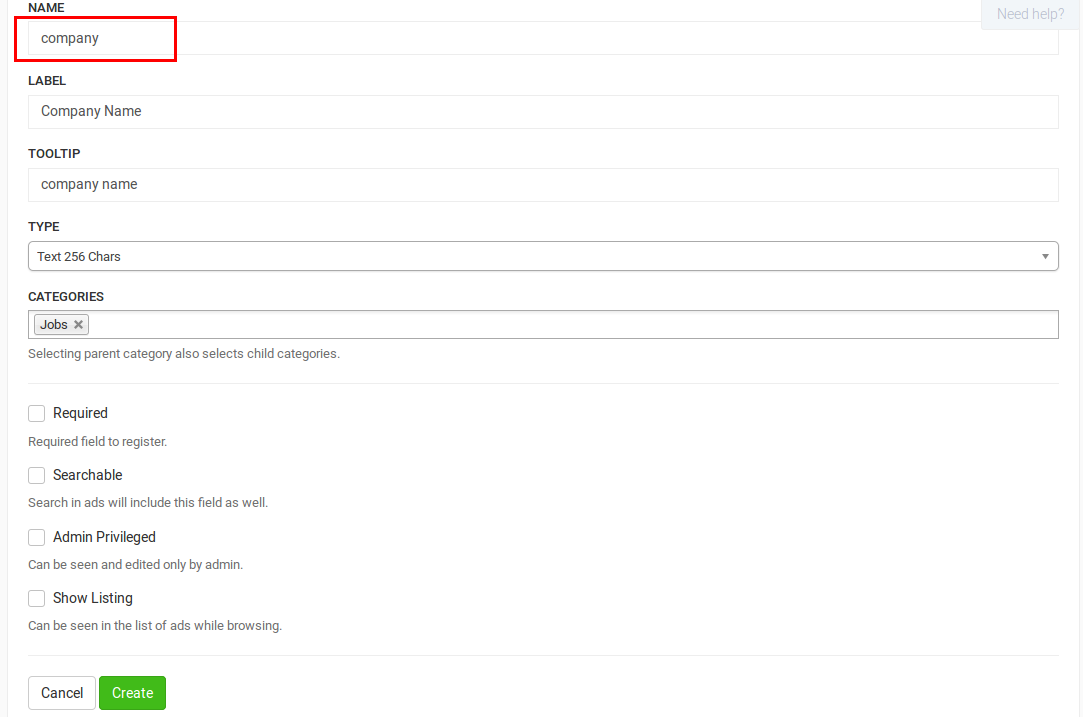 NAME
Need help?
company
LABEL
Company Name
TOOLTIP
company name
TYPE
Text 256 Chars
CATEGORIES
Jobs
Selecting parent category also selects child categories.
Required
Required field to register.
Searchable
Search in ads will include this field as well.
Admin Privileged
Can be seen and edited only by admin.
Show Listing
Can be seen in the list of ads while browsing.
Cancel Create